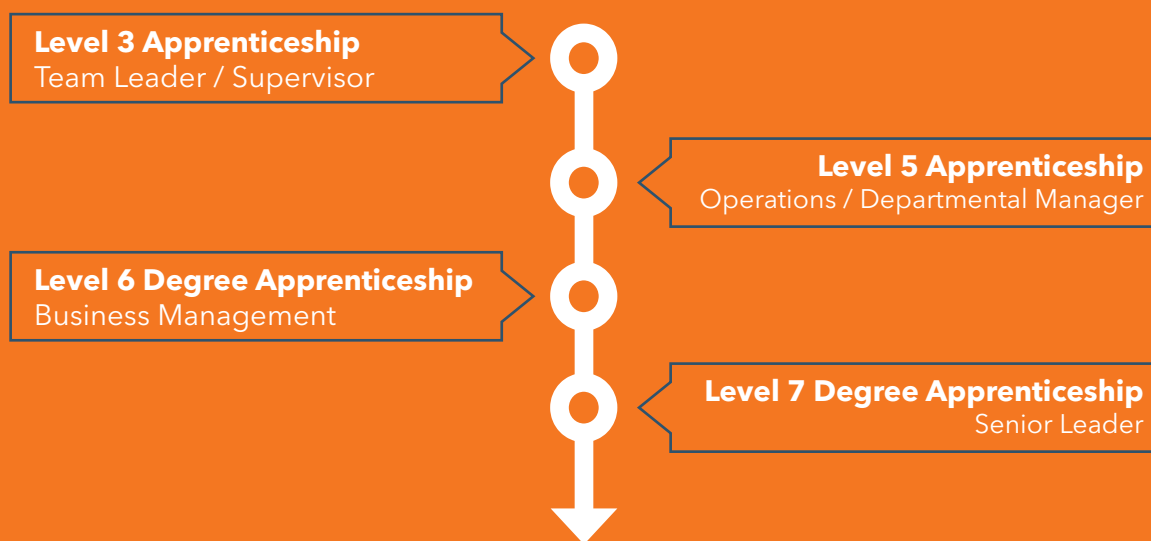 Level 3 Apprenticeship
Team Leader / Supervisor
Level 5 Apprenticeship
Operations / Departmental Manager
Level 6 Degree Apprenticeship
Business Management
Level 7 Degree Apprenticeship
Senior Leader